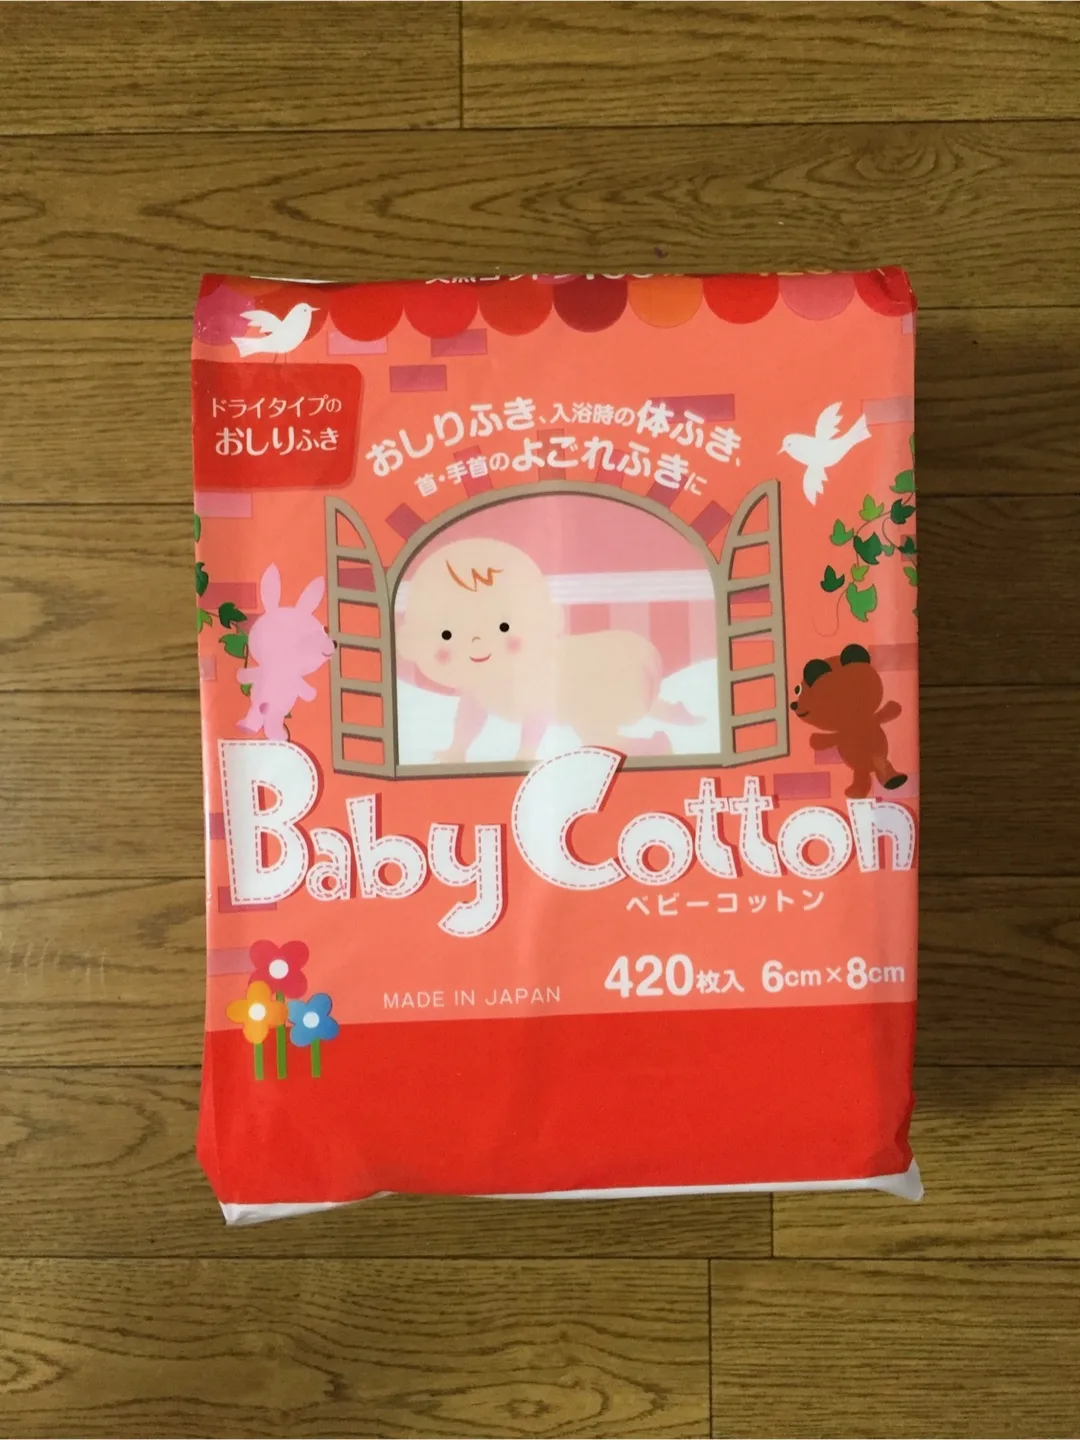 ドライタイプの
おしりふき
おしりふき、入浴時の体ふき、
首・手首のよごれふきに
Baby Cotton
ベビーコットン
420枚入 6cm×8cm
MADE IN JAPAN